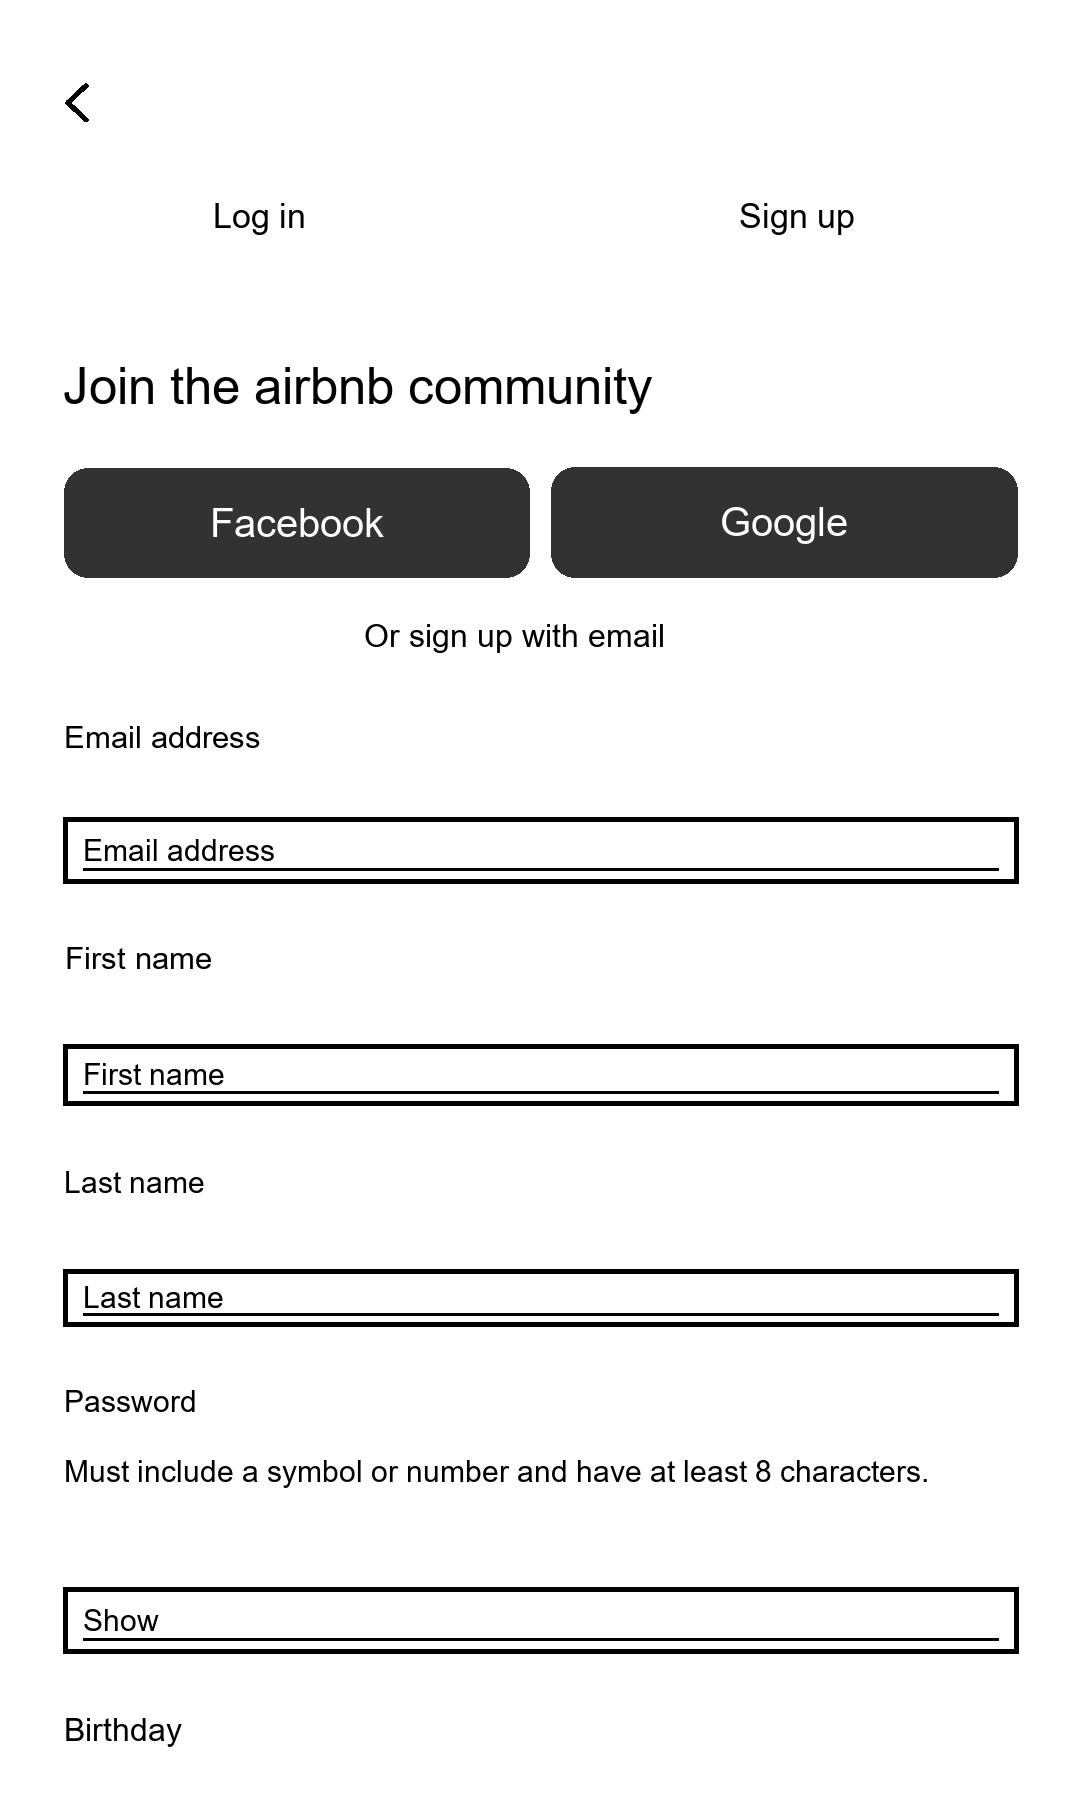 Log in
Sign up
Join the airbnb community
Facebook
Google
Or sign up with email
Email address
Email address
First name
First name
Last name
Last name
Password
Must include a symbol or number and have at least 8 characters.
Show
Birthday